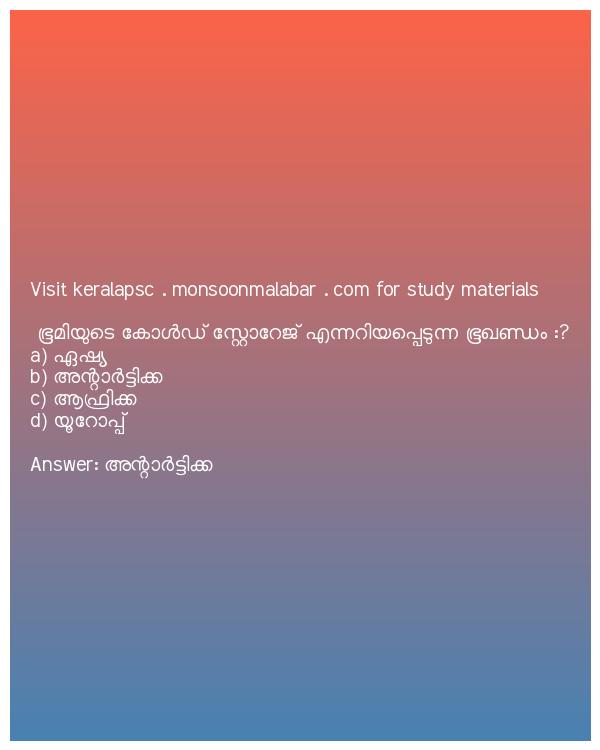 Visit keralapsc . monsoonmalabar . com for study materials
ഭൂമിയുടെ കോൾഡ് സ്റ്റോറേജ് എന്നറിയപ്പെടുന്ന ഭൂഖണ്ഡം :?
a) ഏഷ്യ
b) അന്റാർട്ടിക്ക
c) ആഫ്രിക്ക
d) യൂറോപ്പ്
Answer: അന്റാർട്ടിക്ക